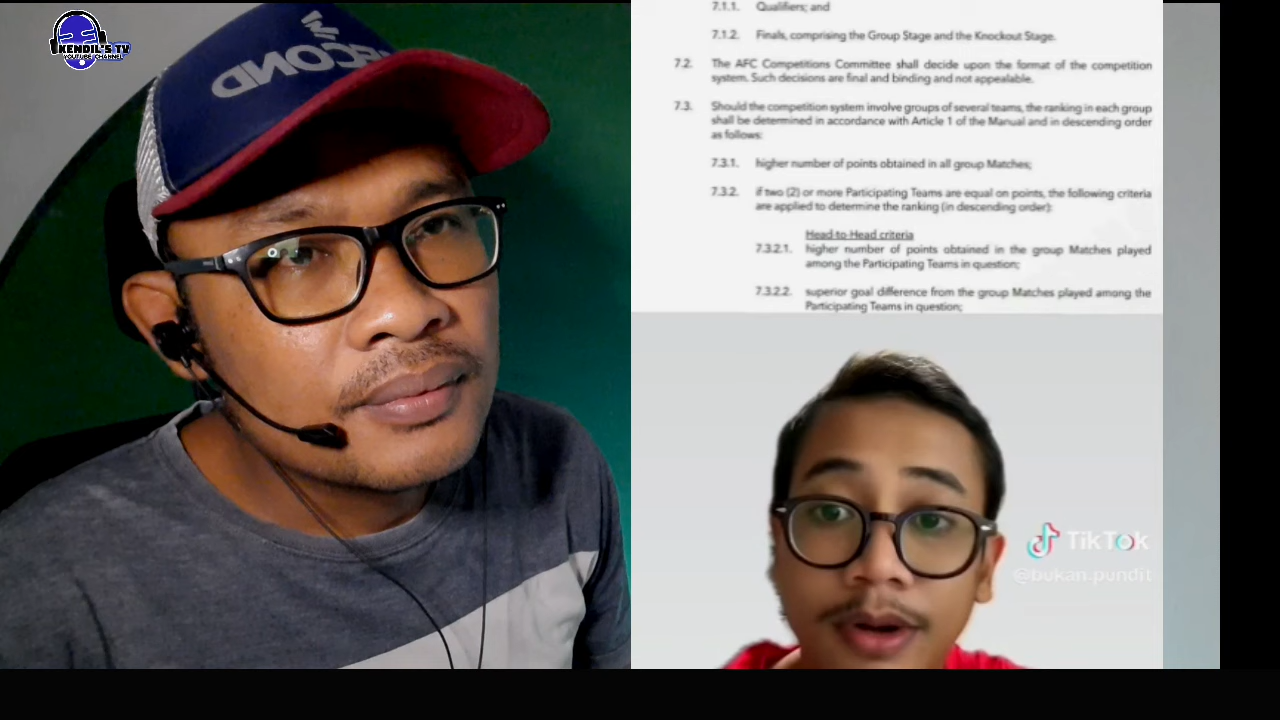 KENDIL'S TV
YOUTUBE CHANNEL
SECOND
7.1.1. Qualifiers; and
7.1.2. Finals, comprising the Group Stage and the Knockout Stage.
7.2. The AFC Competitions Committee shall decide upon the format of the competition
system. Such decisions are final and binding and not appealable.
7.3. Should the competition system involve groups of several teams, the ranking in each group
shall be determined in accordance with Article 1 of the Manual and in descending order
as follows:
7.3.1. higher number of points obtained in all group Matches;
7.3.2. if two (2) or more Participating Teams are equal on points, the following criteria
are applied to determine the ranking (in descending order):
Head-to-Head criteria
7.3.2.1. higher number of points obtained in the group Matches played
among the Participating Teams in question;
7.3.2.2. superior goal difference from the group Matches played among the
Participating Teams in question;
TikTok
@bukan.pundit